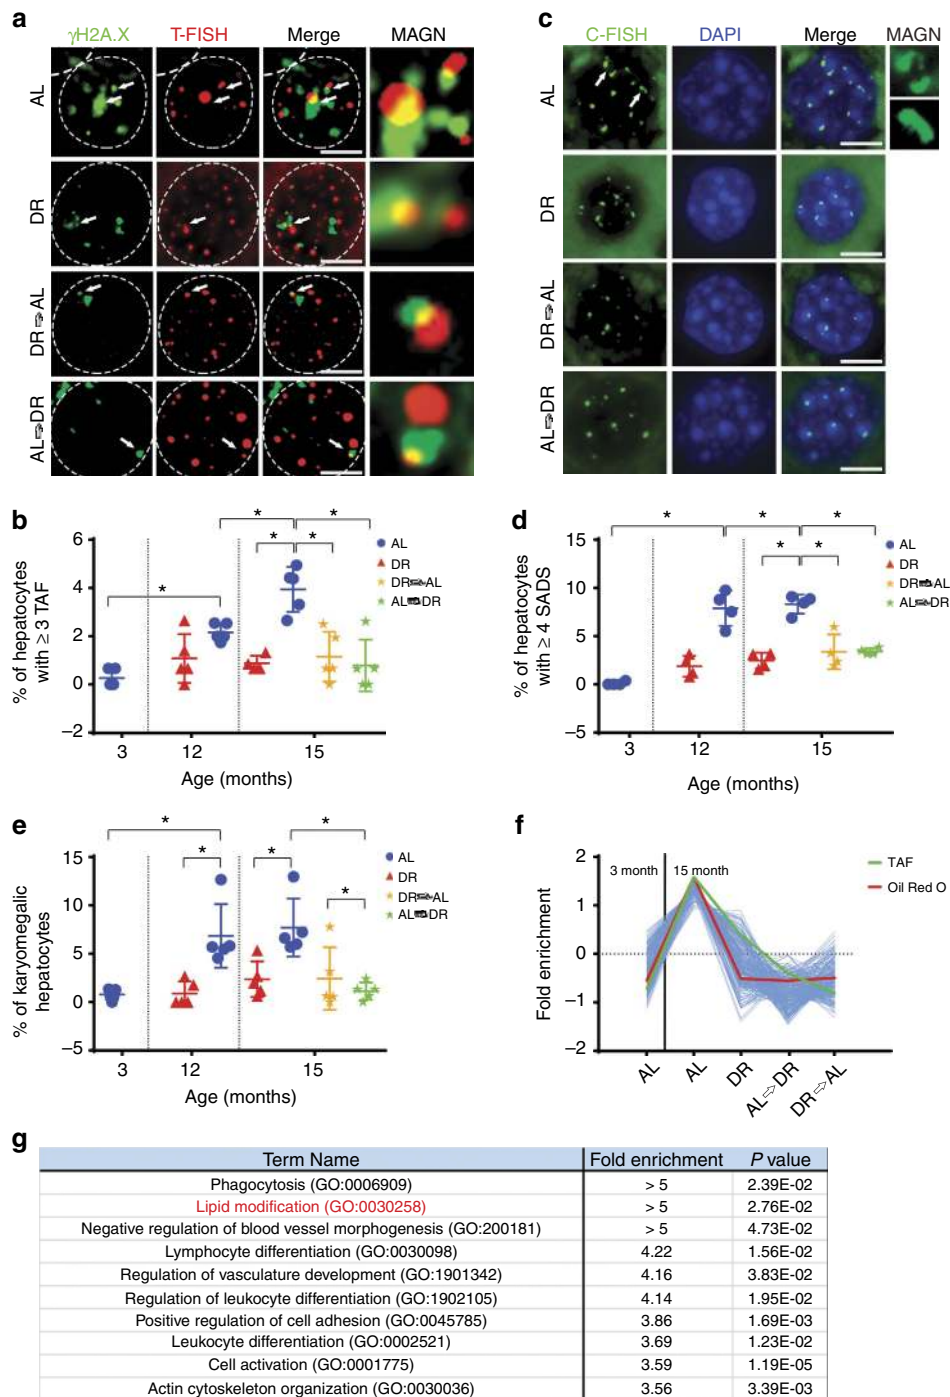 a
γH2A.X T-FISH Merge MAGN
AL
DR
DR⇨AL
AL⇨DR
c
C-FISH DAPI Merge MAGN
AL
DR
DR⇨AL
AL⇨DR
b
% of hepatocytes
with ≥ 3 TAF
6
4
2
0
−2
* * * * *
3 12 15
Age (months)
AL
DR
DR⇨AL
AL⇨DR
d
% of hepatocytes
with ≥ 4 SADS
15
10
5
0
−5
* * * * *
3 12 15
Age (months)
AL
DR
DR⇨AL
AL⇨DR
e
% of karyomegalic
hepatocytes
15
10
5
0
−5
* * * * *
3 12 15
Age (months)
AL
DR
DR⇨AL
AL⇨DR
f
Fold enrichment
2
1
0
−1
−2
3 month 15 month
TAF
Oil Red O
AL AL DR AL⇨DR DR⇨AL
g
Term Name Fold enrichment P value
Phagocytosis (GO:0006909) > 5 2.39E-02
Lipid modification (GO:0030258) > 5 2.76E-02
Negative regulation of blood vessel morphogenesis (GO:200181) > 5 4.73E-02
Lymphocyte differentiation (GO:0030098) 4.22 1.56E-02
Regulation of vasculature development (GO:1901342) 4.16 3.83E-02
Regulation of leukocyte differentiation (GO:1902105) 4.14 1.95E-02
Positive regulation of cell adhesion (GO:0045785) 3.86 1.69E-03
Leukocyte differentiation (GO:0002521) 3.69 1.23E-02
Cell activation (GO:0001775) 3.59 1.19E-05
Actin cytoskeleton organization (GO:0030036) 3.56 3.39E-03